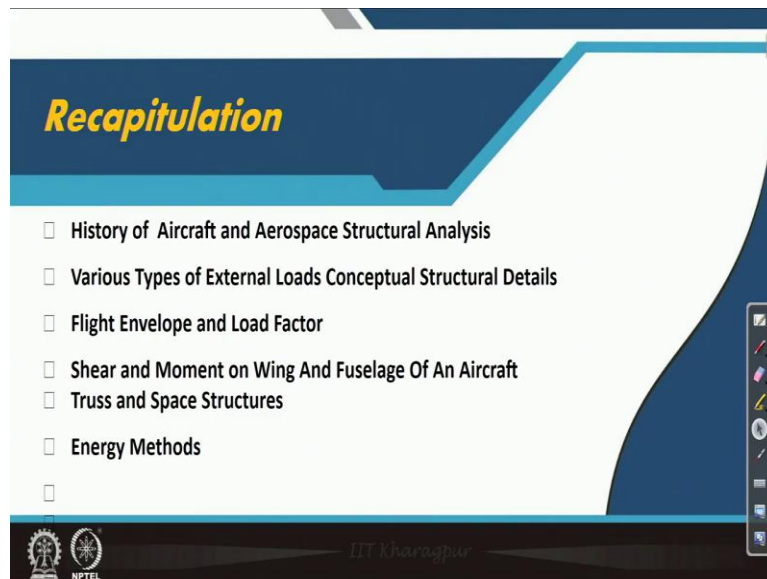 Recapitulation
History of Aircraft and Aerospace Structural Analysis
Various Types of External Loads Conceptual Structural Details
Flight Envelope and Load Factor
Shear and Moment on Wing And Fuselage Of An Aircraft
Truss and Space Structures
Energy Methods
IIT Kharagpur
NPTEL